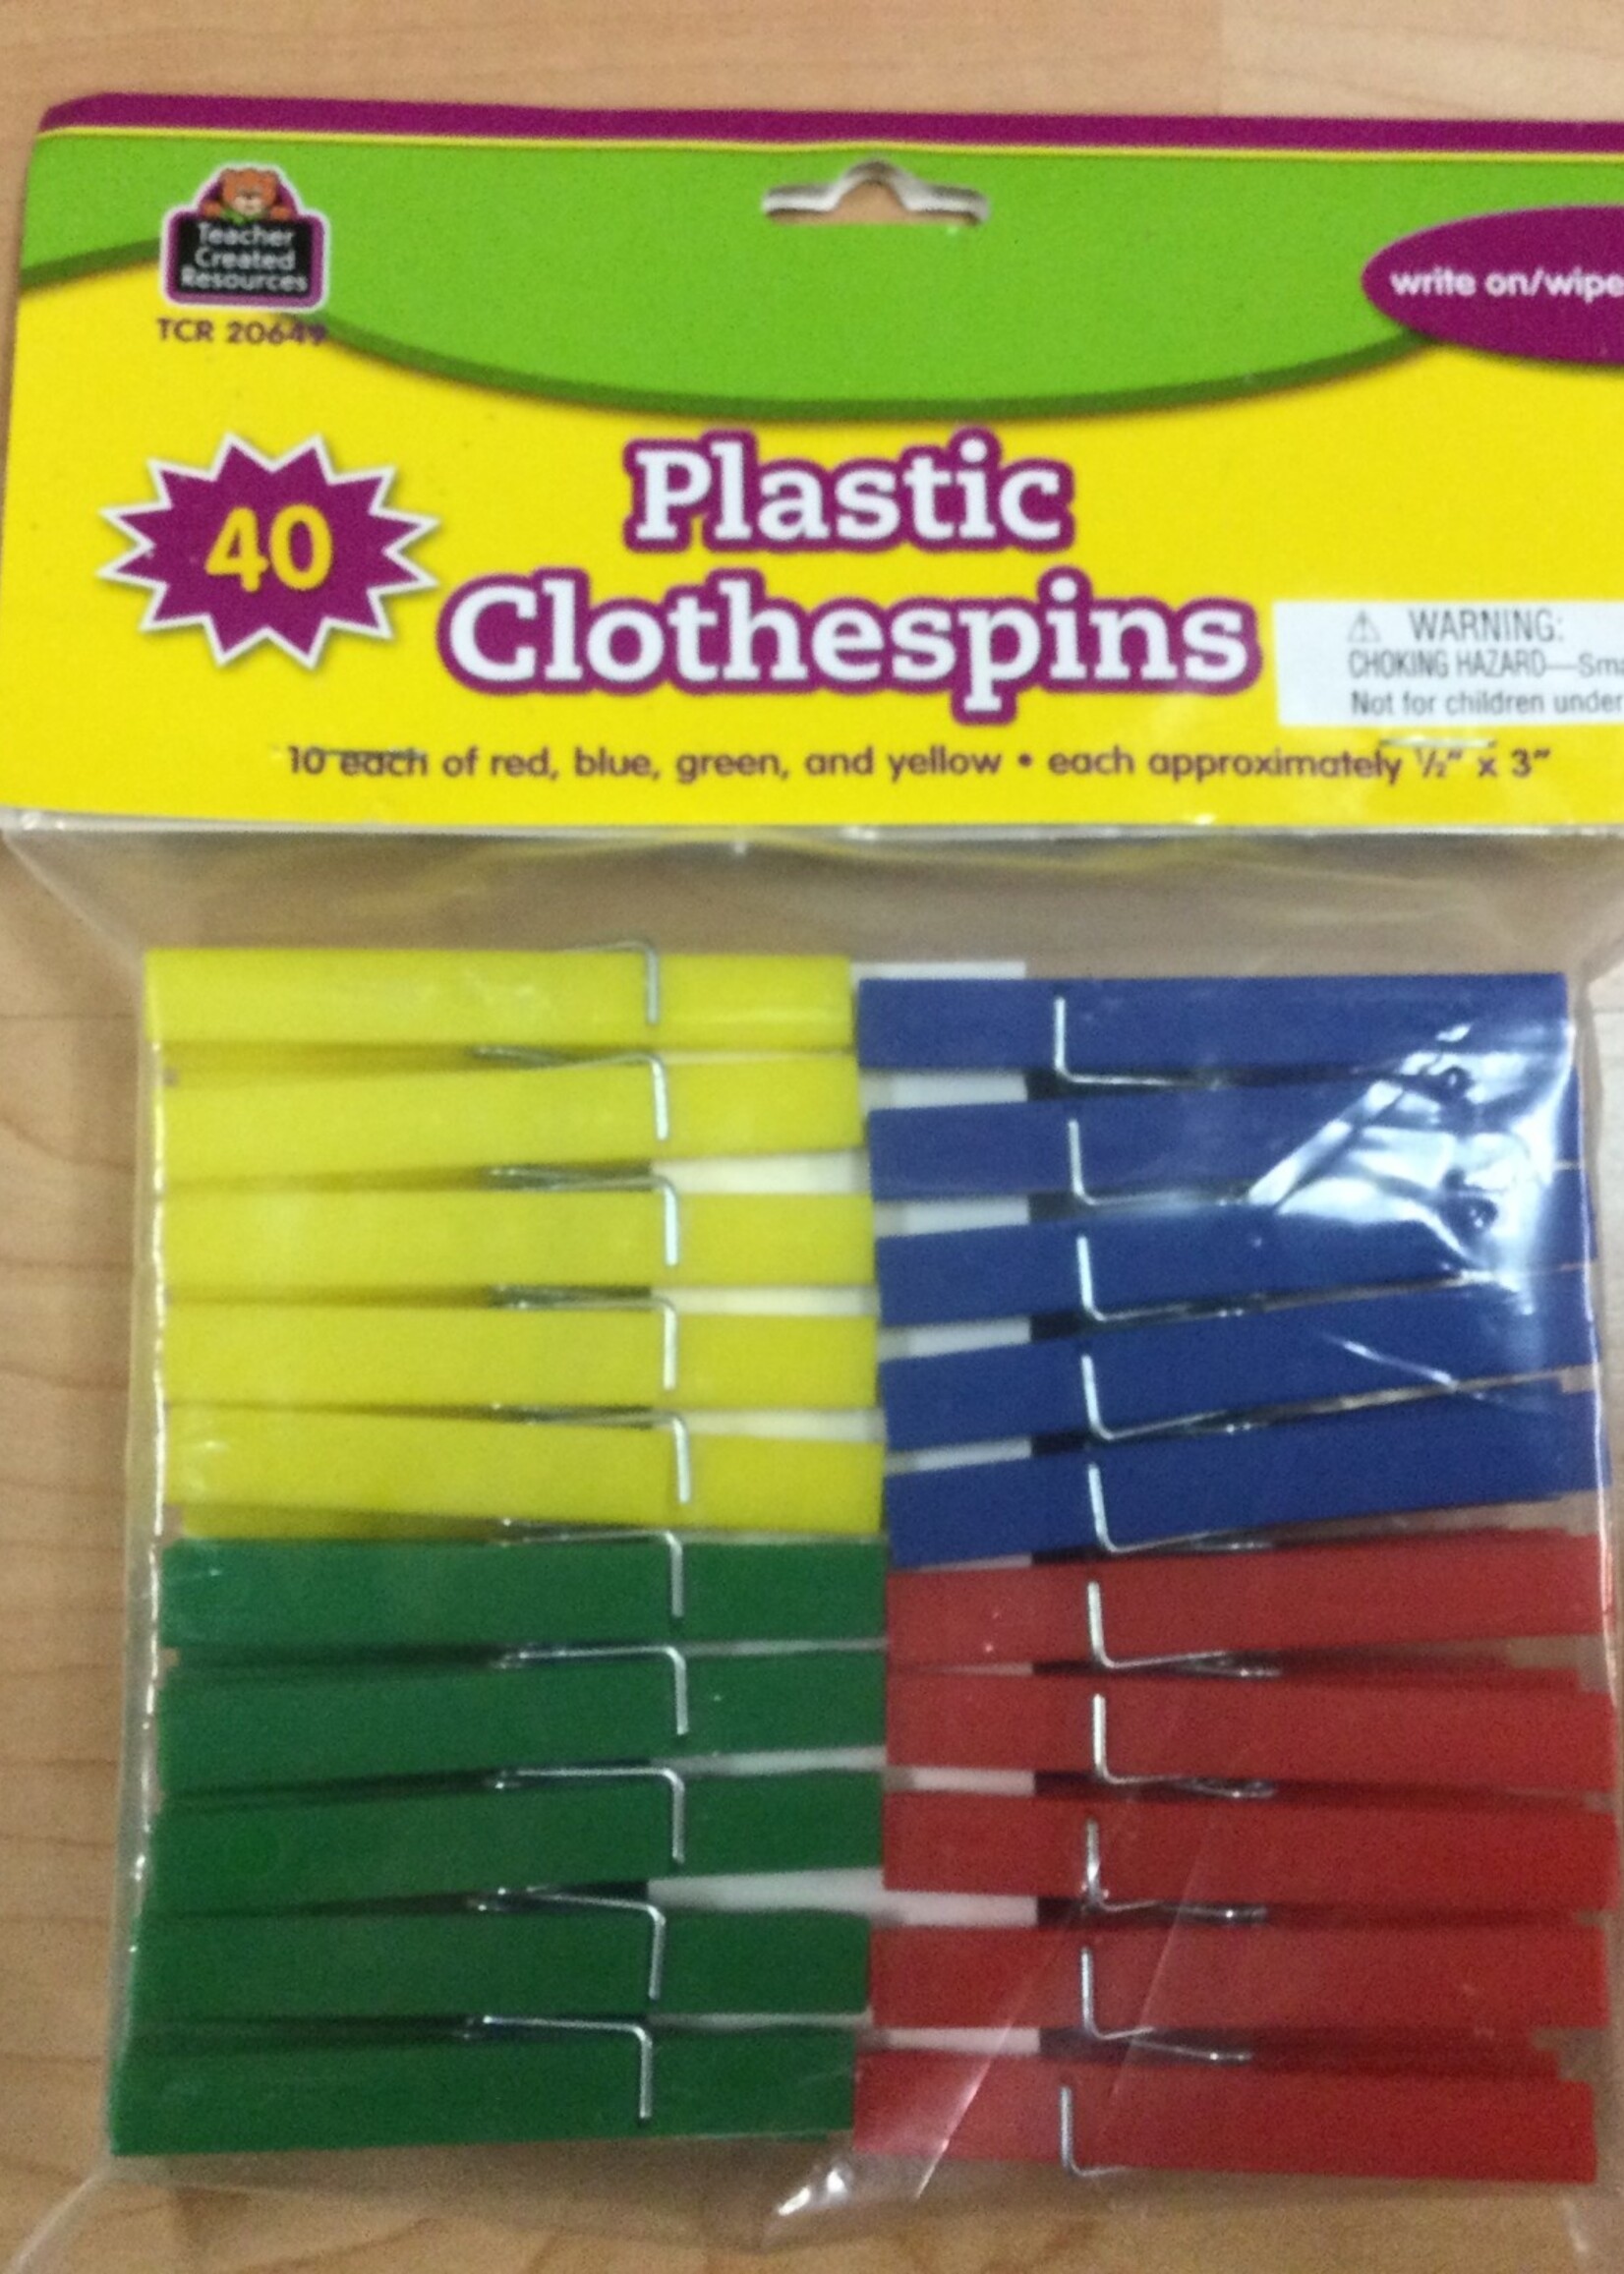 Teacher
Created
Resources
TCR 20649
write on/wipe
40
Plastic
Clothespins
⚠ WARNING:
CHOKING HAZARD—Sma
Not for children under
10 each of red, blue, green, and yellow • each approximately ½" x 3"